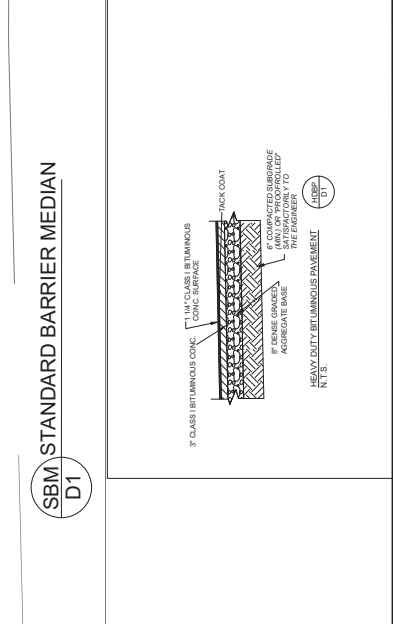 SBM STANDARD BARRIER MEDIAN
D1
1 1/4" CLASS I BITUMINOUS
CONC. SURFACE
3" CLASS I BITUMINOUS CONC.
TACK COAT
8" DENSE GRADED
AGGREGATE BASE
6" COMPACTED SUBGRADE
(MIN.) OR "PROOFROLLED"
SATISFACTORILY TO
THE ENGINEER
HEAVY DUTY BITUMINOUS PAVEMENT
N.T.S.
HDBP
D1